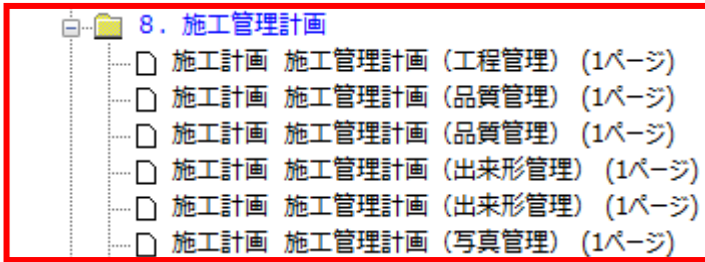 8．施工管理計画
施工計画 施工管理計画（工程管理） (1ページ)
施工計画 施工管理計画（品質管理） (1ページ)
施工計画 施工管理計画（品質管理） (1ページ)
施工計画 施工管理計画（出来形管理） (1ページ)
施工計画 施工管理計画（出来形管理） (1ページ)
施工計画 施工管理計画（写真管理） (1ページ)